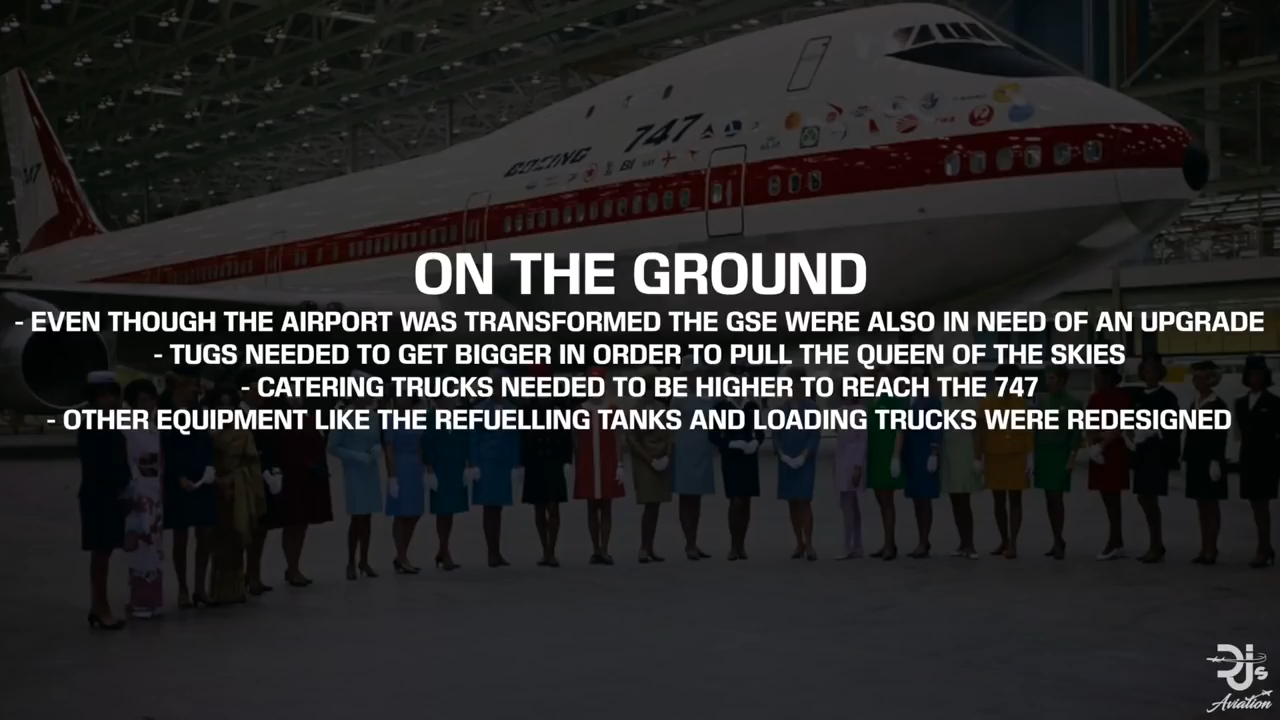 747
BOEING
747
ON THE GROUND
- EVEN THOUGH THE AIRPORT WAS TRANSFORMED THE GSE WERE ALSO IN NEED OF AN UPGRADE
- TUGS NEEDED TO GET BIGGER IN ORDER TO PULL THE QUEEN OF THE SKIES
- CATERING TRUCKS NEEDED TO BE HIGHER TO REACH THE 747
- OTHER EQUIPMENT LIKE THE REFUELLING TANKS AND LOADING TRUCKS WERE REDESIGNED
DJs
Aviation